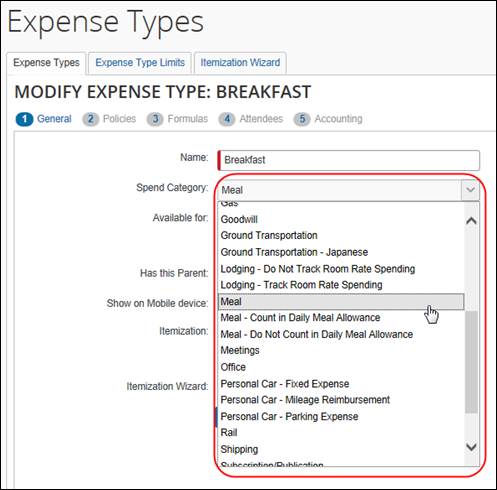 Expense Types
Expense Types Expense Type Limits Itemization Wizard
MODIFY EXPENSE TYPE: BREAKFAST
1 General 2 Policies 3 Formulas 4 Attendees 5 Accounting
Name: Breakfast
Spend Category: Meal
Gas
Available for: Goodwill
Ground Transportation
Ground Transportation - Japanese
Has this Parent: Lodging - Do Not Track Room Rate Spending
Lodging - Track Room Rate Spending
Show on Mobile device: Meal
Meal - Count in Daily Meal Allowance
Itemization: Meal - Do Not Count in Daily Meal Allowance
Meetings
Office
Itemization Wizard: Personal Car - Fixed Expense
Personal Car - Mileage Reimbursement
Personal Car - Parking Expense
Rail
Shipping
Subscription/Publication